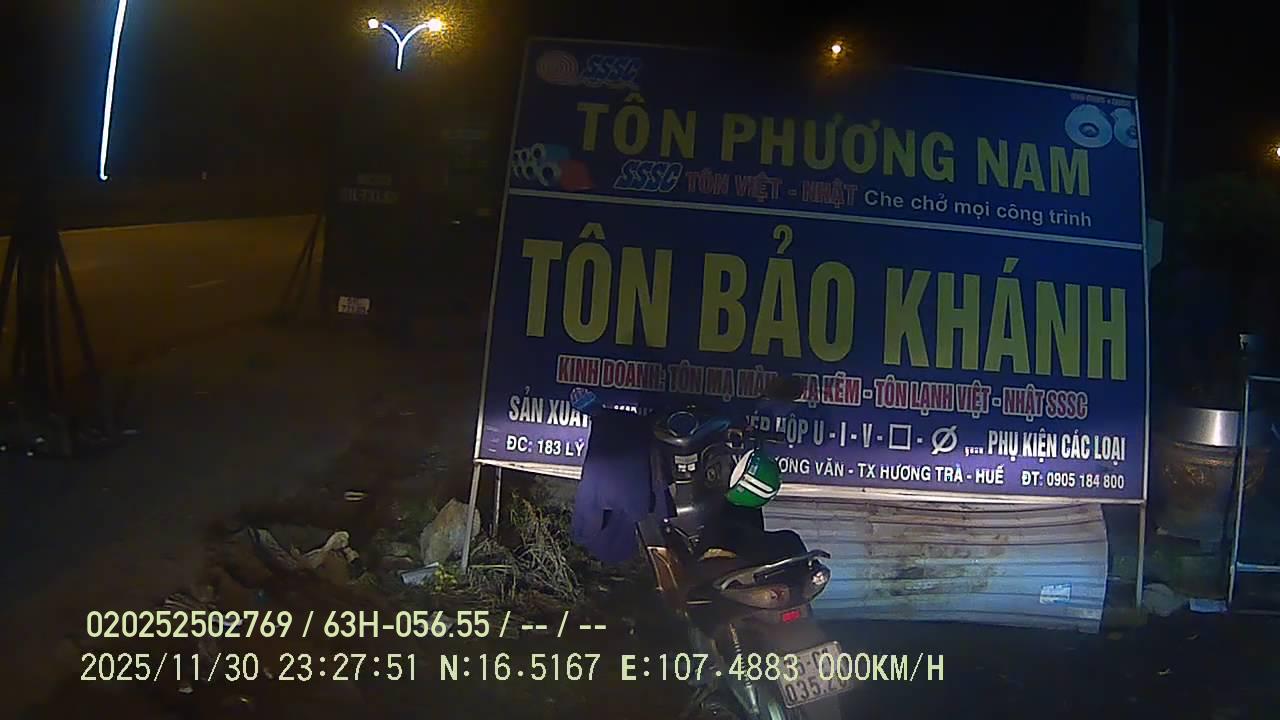 SSSC
TÔN PHƯƠNG NAM
SSSC TÔN VIỆT - NHẬT Che chở mọi công trình
TÔN BẢO KHÁNH
KINH DOANH: TÔN MẠ MÀU KẼM - TÔN LẠNH VIỆT - NHẬT SSSC
SẢN XUẤT HỘP U - I - V - □ - Ø ,... PHỤ KIỆN CÁC LOẠI
ĐC: 183 LÝ VĂN - TX HƯƠNG TRÀ - HUẾ ĐT: 0905 184 800
020252502769 / 63H-056.55 / -- / --
2025/11/30 23:27:51 N:16.5167 E:107.4883 000KM/H